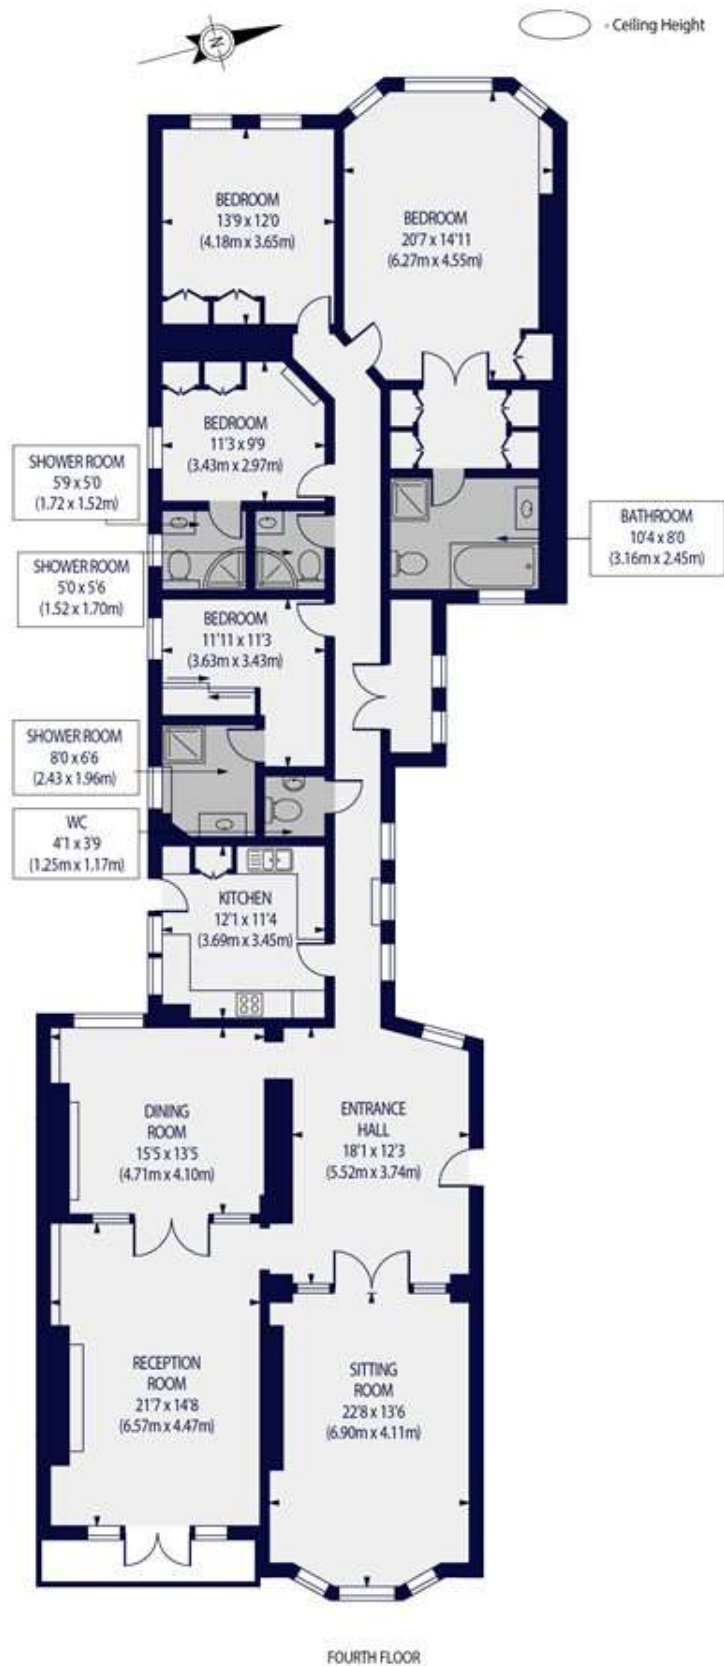 - Ceiling Height
N
BEDROOM
13'9 x 12'0
(4.18m x 3.65m)
BEDROOM
20'7 x 14'11
(6.27m x 4.55m)
BEDROOM
11'3 x 9'9
(3.43m x 2.97m)
SHOWER ROOM
5'9 x 5'0
(1.72 x 1.52m)
BATHROOM
10'4 x 8'0
(3.16m x 2.45m)
SHOWER ROOM
5'0 x 5'6
(1.52 x 1.70m)
BEDROOM
11'11 x 11'3
(3.63m x 3.43m)
SHOWER ROOM
8'0 x 6'6
(2.43 x 1.96m)
WC
4'1 x 3'9
(1.25m x 1.17m)
KITCHEN
12'1 x 11'4
(3.69m x 3.45m)
DINING
ROOM
15'5 x 13'5
(4.71m x 4.10m)
ENTRANCE
HALL
18'1 x 12'3
(5.52m x 3.74m)
RECEPTION
ROOM
21'7 x 14'8
(6.57m x 4.47m)
SITTING
ROOM
22'8 x 13'6
(6.90m x 4.11m)
FOURTH FLOOR